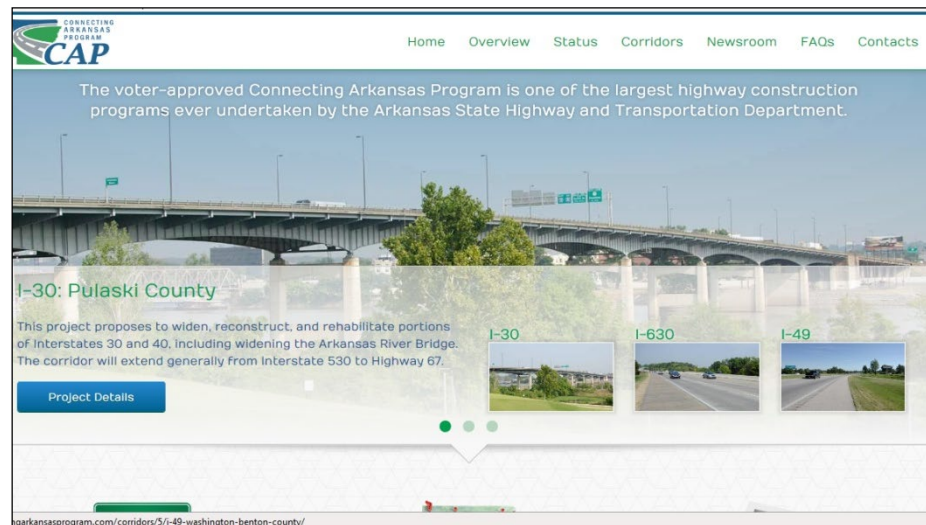 CONNECTING
ARKANSAS
PROGRAM
CAP
Home Overview Status Corridors Newsroom FAQs Contacts
The voter-approved Connecting Arkansas Program is one of the largest highway construction
programs ever undertaken by the Arkansas State Highway and Transportation Department.
I-30: Pulaski County
This project proposes to widen, reconstruct, and rehabilitate portions
of Interstates 30 and 40, including widening the Arkansas River Bridge.
The corridor will extend generally from Interstate 530 to Highway 67.
Project Details
I-30 I-630 I-49
ngarkansasprogram.com/corridors/5/i-49-washington-benton-county/